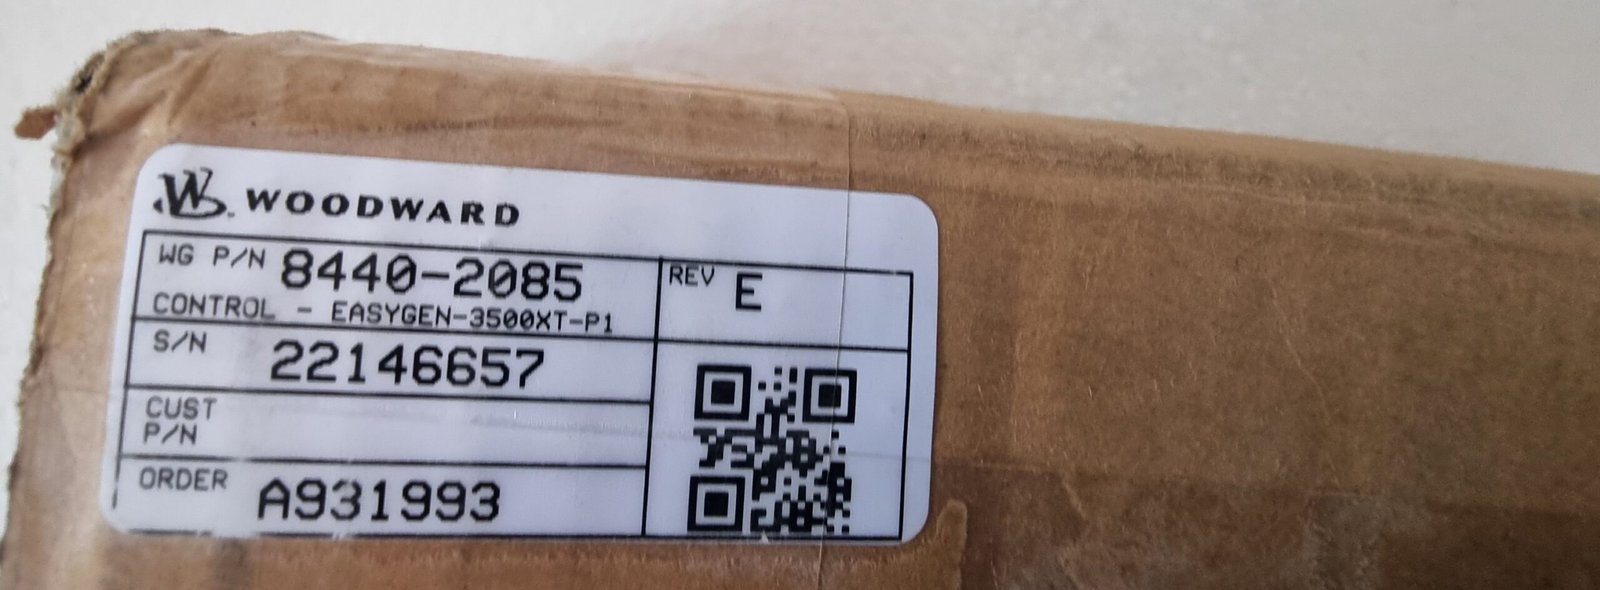 WOODWARD
WG P/N 8440-2085
CONTROL - EASYGEN-3500XT-P1
REV E
S/N 22146657
CUST
P/N
ORDER A931993